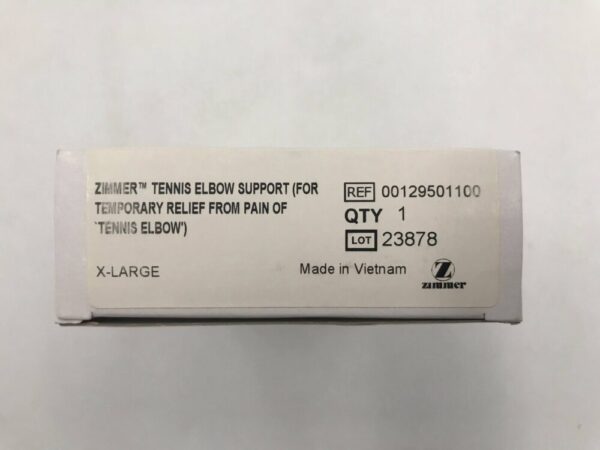 ZIMMER™ TENNIS ELBOW SUPPORT (FOR
TEMPORARY RELIEF FROM PAIN OF
`TENNIS ELBOW')
X-LARGE
REF 00129501100
QTY 1
LOT 23878
Made in Vietnam
Z
zimmer